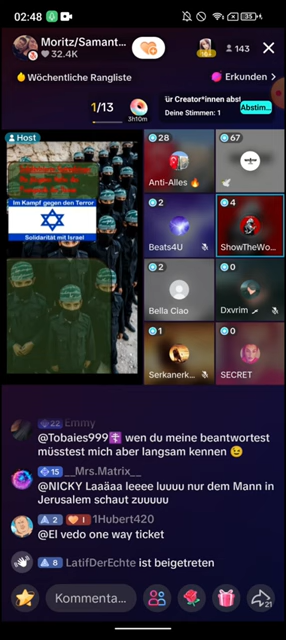 02:48
35
Moritz/Samant...
32.4K
143
Wöchentliche Rangliste
Erkunden
1/13
3h10m
ür Creator*innen abst
Deine Stimmen: 1
Abstim...
Host
Im Kampf gegen den Terror
Solidarität mit Israel
28
Anti-Alles
67
2
Beats4U
4
ShowTheWo...
2
Bella Ciao
0
Dxvrim
1
Serkanerk...
0
SECRET
22 Emmy
@Tobaies999 wen du meine beantwortest
müsstest mich aber langsam kennen
15 __Mrs.Matrix__
@NICKY Laaäaa leeee luuuu nur dem Mann in
Jerusalem schaut zuuuuu
2 I 1Hubert420
@El vedo one way ticket
8 LatifDerEchte ist beigetreten
Kommenta...
21